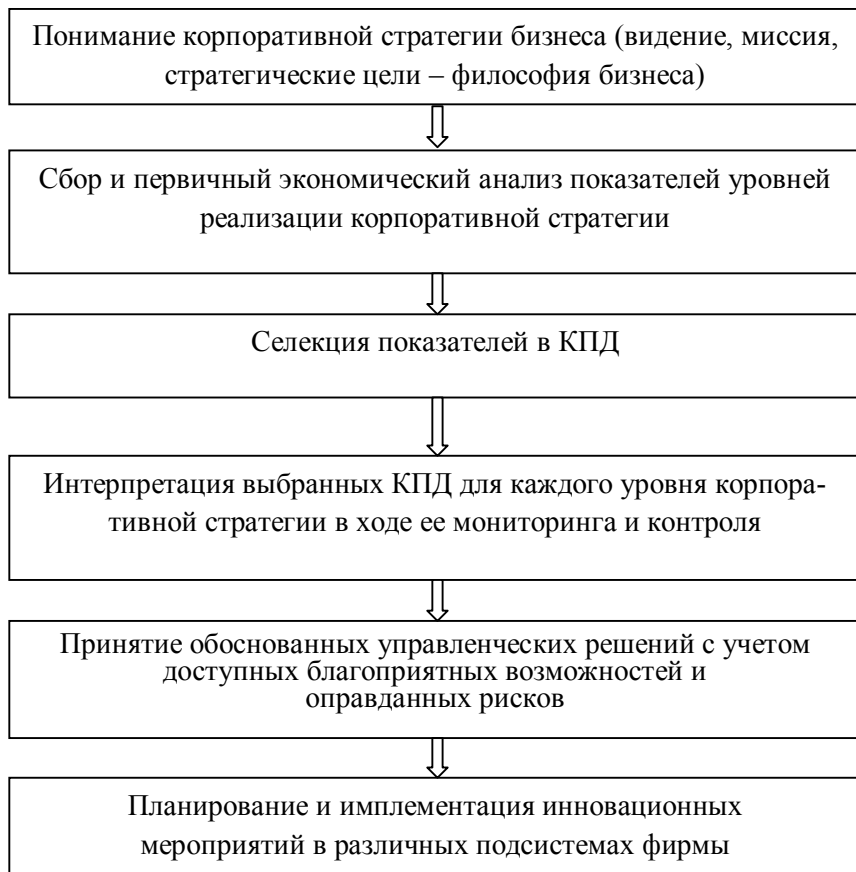 Понимание корпоративной стратегии бизнеса (видение, миссия,
стратегические цели – философия бизнеса)
Сбор и первичный экономический анализ показателей уровней
реализации корпоративной стратегии
Селекция показателей в КПД
Интерпретация выбранных КПД для каждого уровня корпора-
тивной стратегии в ходе ее мониторинга и контроля
Принятие обоснованных управленческих решений с учетом
доступных благоприятных возможностей и
оправданных рисков
Планирование и имплементация инновационных
мероприятий в различных подсистемах фирмы